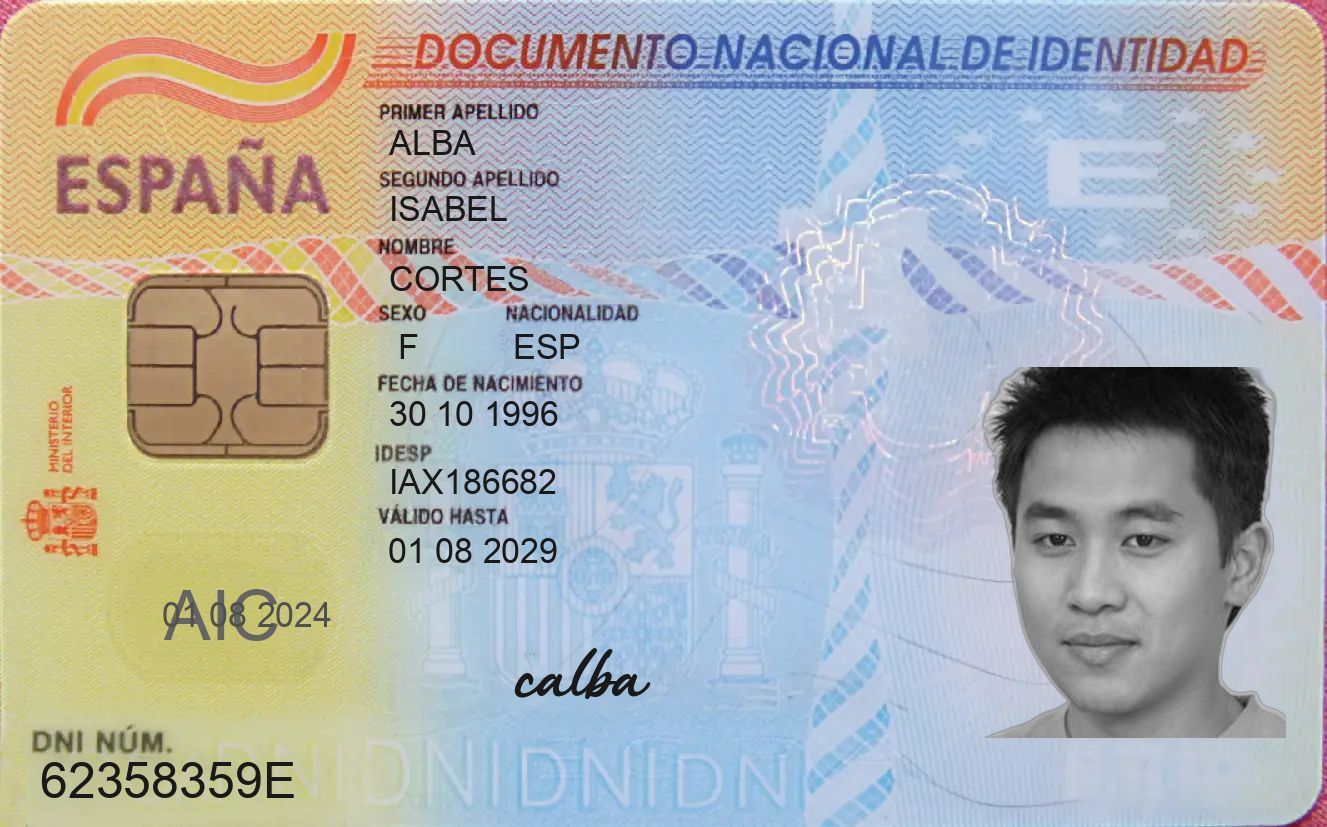 DOCUMENTO NACIONAL DE IDENTIDAD
ESPAÑA
PRIMER APELLIDO
ALBA
SEGUNDO APELLIDO
ISABEL
NOMBRE
CORTES
SEXO NACIONALIDAD
F ESP
FECHA DE NACIMIENTO
30 10 1996
IDESP
IAX186682
VÁLIDO HASTA
01 08 2029
MINISTERIO
DEL INTERIOR
E
AIC
01 08 2024
calba
DNI NÚM.
62358359E
DNIDNIDNIDNI